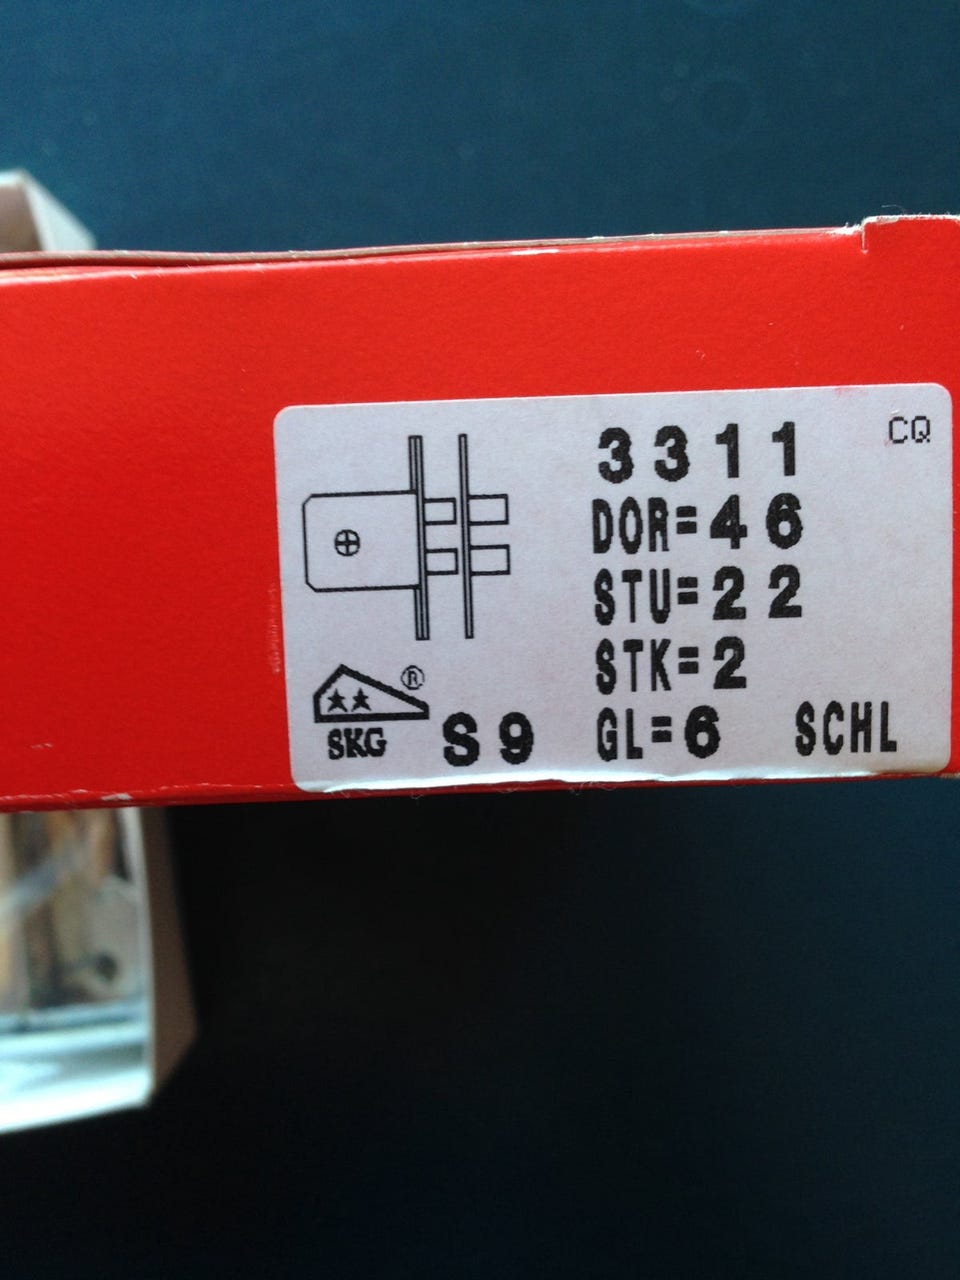 3311 CQ
DOR=46
STU=22
STK=2
®
SKG S9 GL=6 SCHL